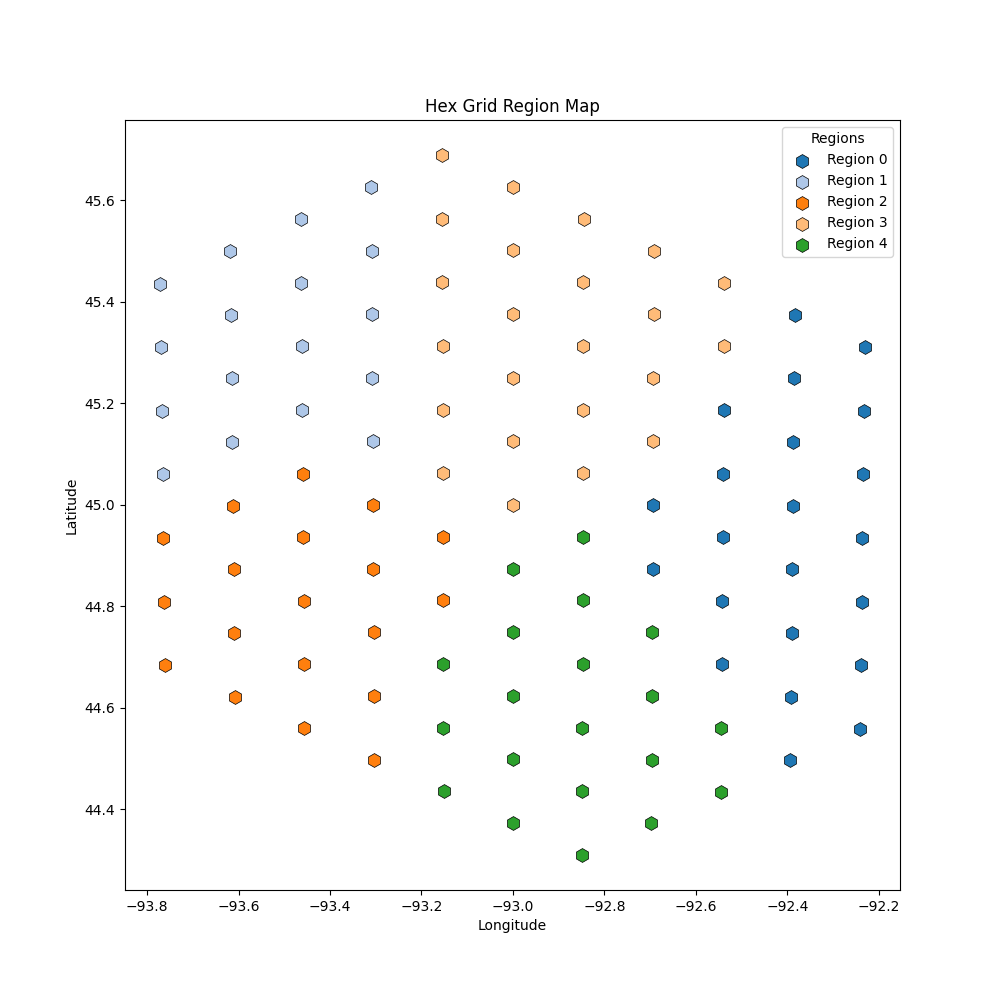 Hex Grid Region Map
Regions
Region 0
Region 1
Region 2
Region 3
Region 4
45.6
45.4
45.2
45.0
44.8
44.6
44.4
Latitude
−93.8 −93.6 −93.4 −93.2 −93.0 −92.8 −92.6 −92.4 −92.2
Longitude